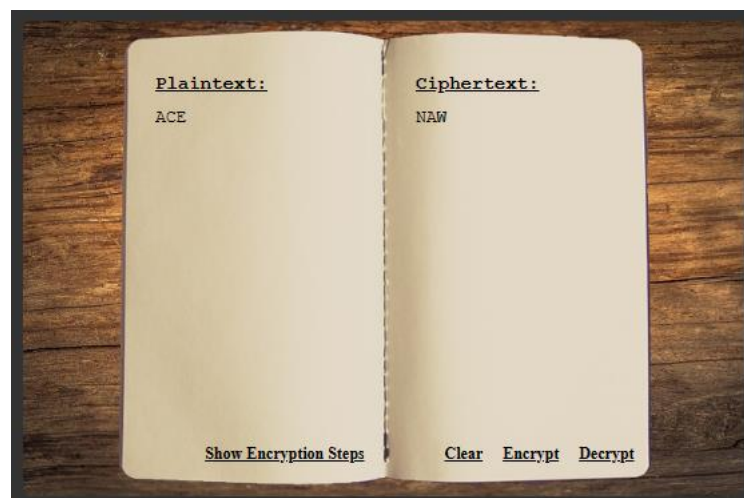 Plaintext:
ACE
Ciphertext:
NAW
Show Encryption Steps
Clear Encrypt Decrypt